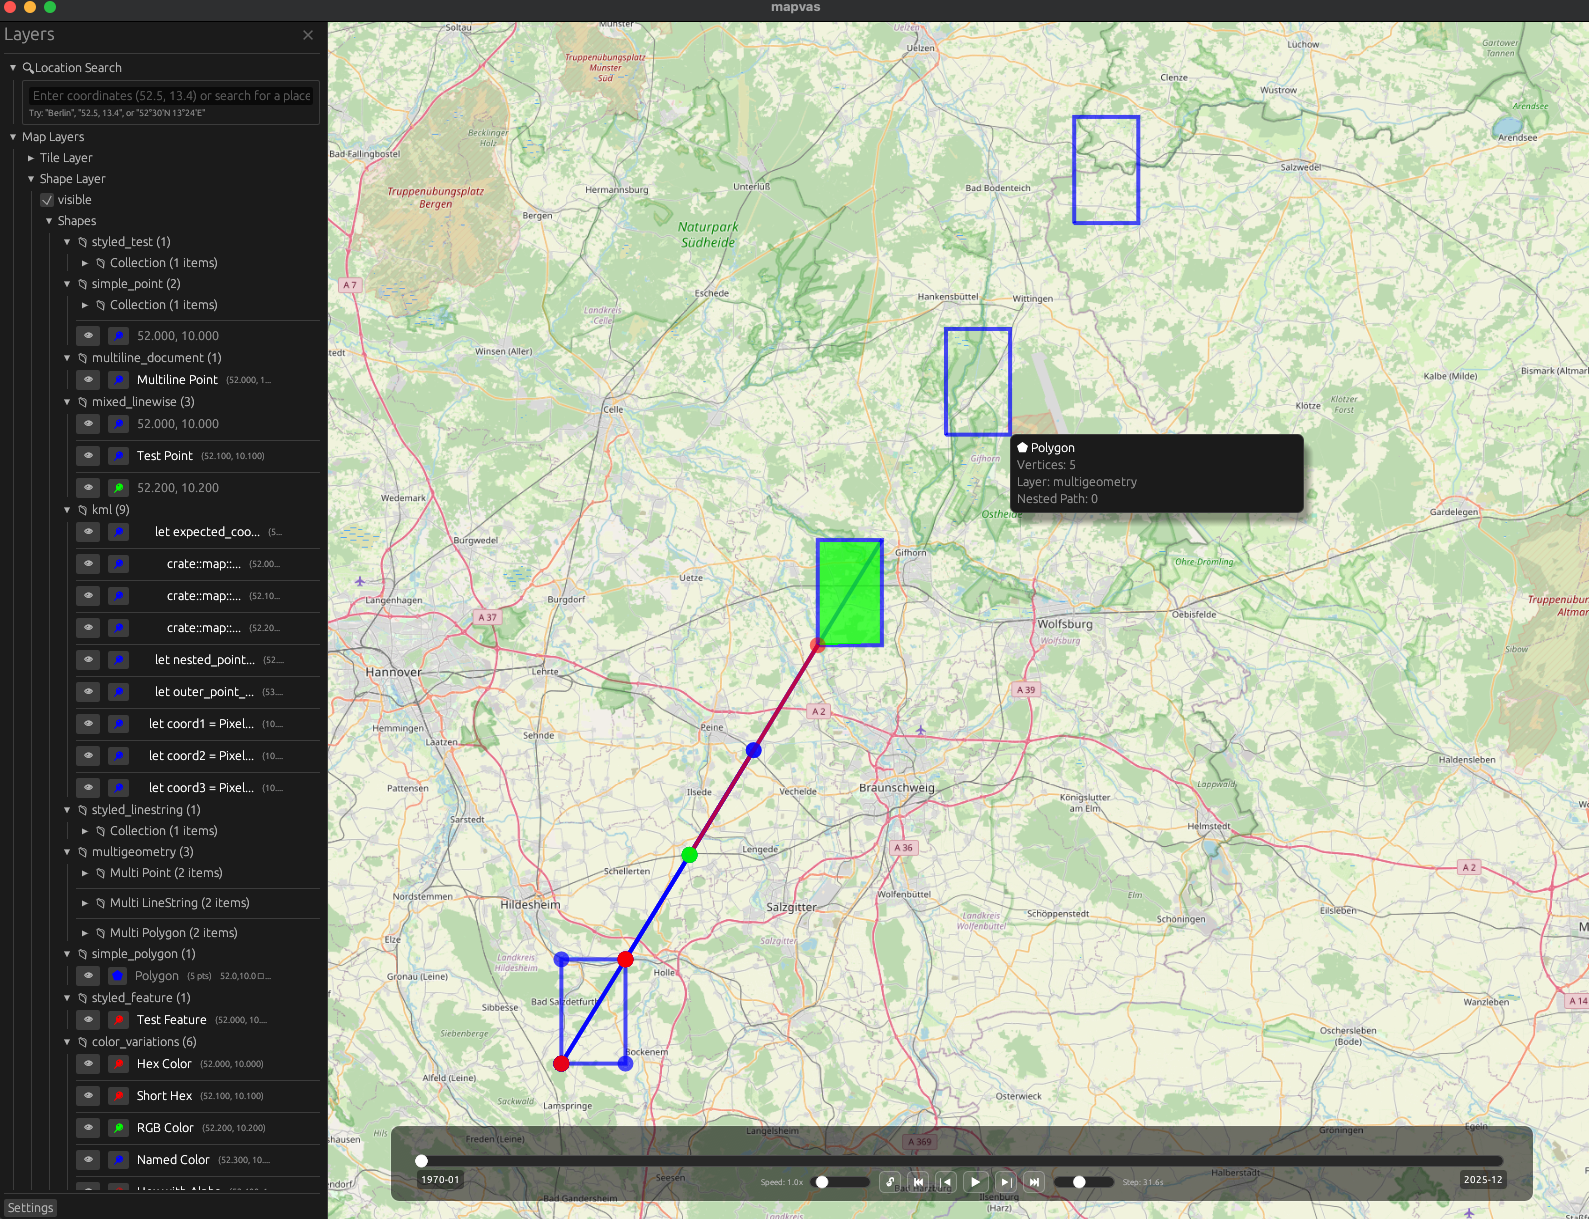 mapvas
Layers
Location Search
Enter coordinates (52.5, 13.4) or search for a place
Try: "Berlin", "52.5, 13.4", or "52°30'N 13°24'E"
Map Layers
Tile Layer
Shape Layer
visible
Shapes
styled_test (1)
Collection (1 items)
simple_point (2)
Collection (1 items)
52.000, 10.000
multiline_document (1)
Multiline Point (52.000, 1...
mixed_linewise (3)
52.000, 10.000
Test Point (52.100, 10.100)
52.200, 10.200
kml (9)
let expected_coo... (5...
crate::map::... (52.00...
crate::map::... (52.10...
crate::map::... (52.20...
let nested_point... (52....
let outer_point_... (53....
let coord1 = Pixel... (10....
let coord2 = Pixel... (10....
let coord3 = Pixel... (10....
styled_linestring (1)
Collection (1 items)
multigeometry (3)
Multi Point (2 items)
Multi LineString (2 items)
Multi Polygon (2 items)
simple_polygon (1)
Polygon (5 pts) 52.0,10.0
styled_feature (1)
Test Feature (52.000, 10....
color_variations (6)
Hex Color (52.000, 10.000)
Short Hex (52.100, 10.100)
RGB Color (52.200, 10.200)
Named Color (52.300, 10....
Settings
Soltau
Munster
Uelzen
Luchow
Gartower
Tannen
Truppenübungsplatz
Munster
Süd
Clenze
Wustrow
Arendsee
Arendsee
Becklinger
Holz
Bad-Fallingbostel
Salzwedel
Truppenübungsplatz
Bergen
Hermannsburg
Unterlüß
Bad Bodenteich
Bergen
Naturpark
Südheide
A 7
Eschede
Hankensbüttel
Wittingen
Landkreis
Celle
Winsen (Aller)
Kalbe (Milde)
Bismark (Altmar
Celle
Klötze
Klötzer
Forst
Polygon
Vertices: 5
Layer: multigeometry
Nested Path: 0
Gifhorn
Wedemark
Ostheide
Gardelegen
Burgwedel
Gifhorn
Ohre-Drömling
Uetze
Langenhagen
Burgdorf
Truppenübun
Altma
A 37
Wolfsburg
Wolfsburg
Oebisfelde
Sibow
Hannover
Lehrte
A 39
A 2
Hemmingen
Laatzen
Sehnde
Peine
Haldensleben
Pattensen
Ilsede
Vechelde
Braunschweig
Lappwald
Königslutter
am Elm
Sarstedt
Helmstedt
Lengede
A 36
A 2
Schellerten
Nordstemmen
Hildesheim
Salzgitter
Wolfenbüttel
Elm
Landkreis
Wolfenbüttel
Schöppenstedt
Schöningen
Eilsleben
Elze
Salzgitter
Landkreis
Hildesheim
Gronau (Leine)
Holle
Bad Salzdetfurth
Sibbesse
Wanzleben
A 14
Siebenberge
Bockenem
Oschersleben
(Bode)
Alfeld (Leine)
Sackwald
Lamspringe
Osterwieck
Hils
Freden (Leine)
Langelsheim
A 369
Gröningen
Egeln
1970-01
Speed: 1.0x
Step: 31.6s
2025-12
Halberstadt
Seesen
Bad Harzburg
Ilsenburg
(Harz)
Bad Gandersheim